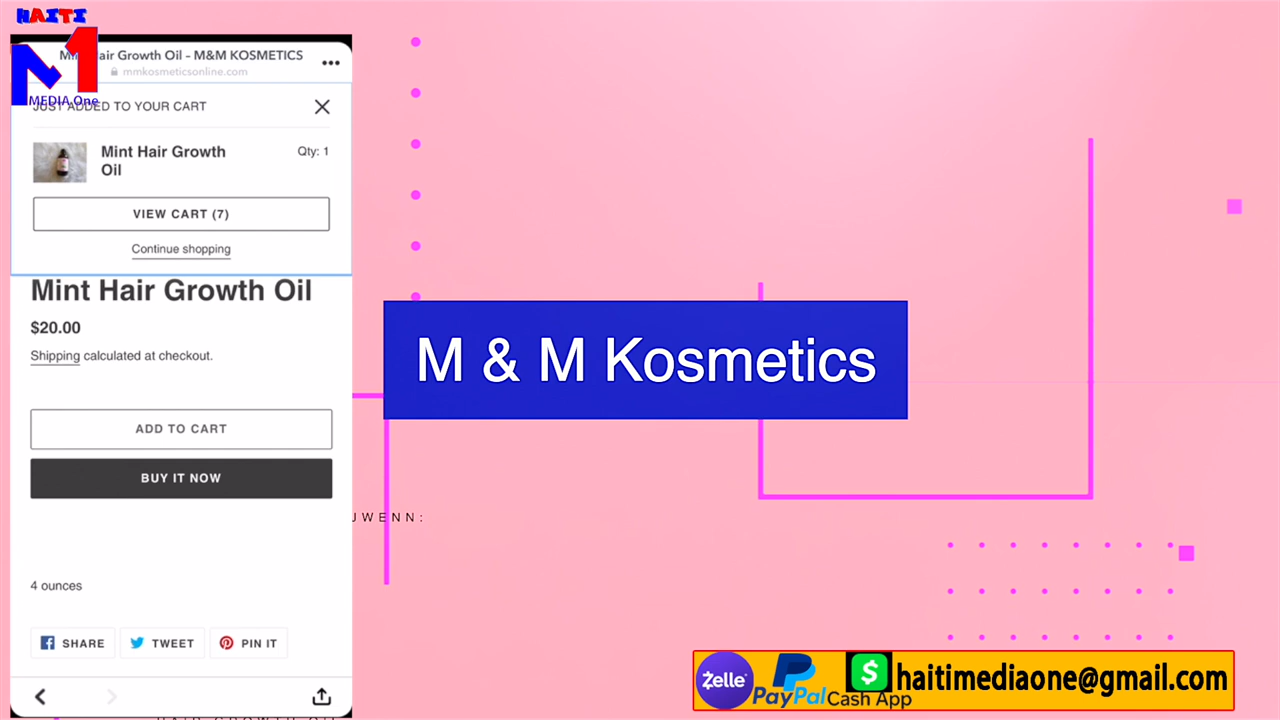 HAITI
M1
MEDIA One
Mint Hair Growth Oil - M&M KOSMETICS
mmkosmeticsonline.com
JUST ADDED TO YOUR CART
Mint Hair Growth
Oil
Qty: 1
VIEW CART (7)
Continue shopping
Mint Hair Growth Oil
$20.00
Shipping calculated at checkout.
ADD TO CART
BUY IT NOW
4 ounces
SHARE
TWEET
PIN IT
M & M Kosmetics
JWENN:
Zelle
PayPal
Cash App
haitimediaone@gmail.com